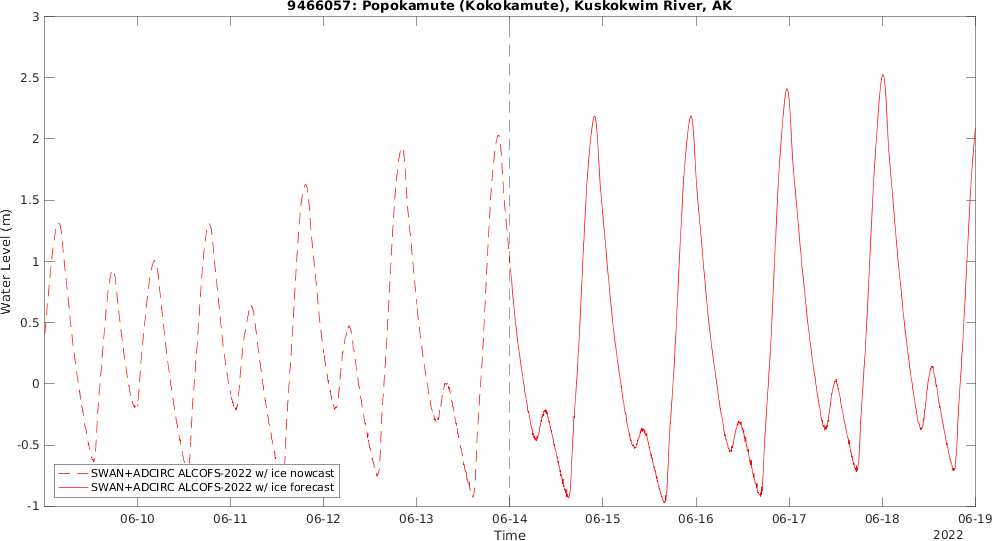 9466057: Popokamute (Kokokamute), Kuskokwim River, AK
3
2.5
2
1.5
1
0.5
0
-0.5
-1
Water Level (m)
SWAN+ADCIRC ALCOFS-2022 w/ ice nowcast
SWAN+ADCIRC ALCOFS-2022 w/ ice forecast
06-10 06-11 06-12 06-13 06-14 06-15 06-16 06-17 06-18 06-19
Time
2022